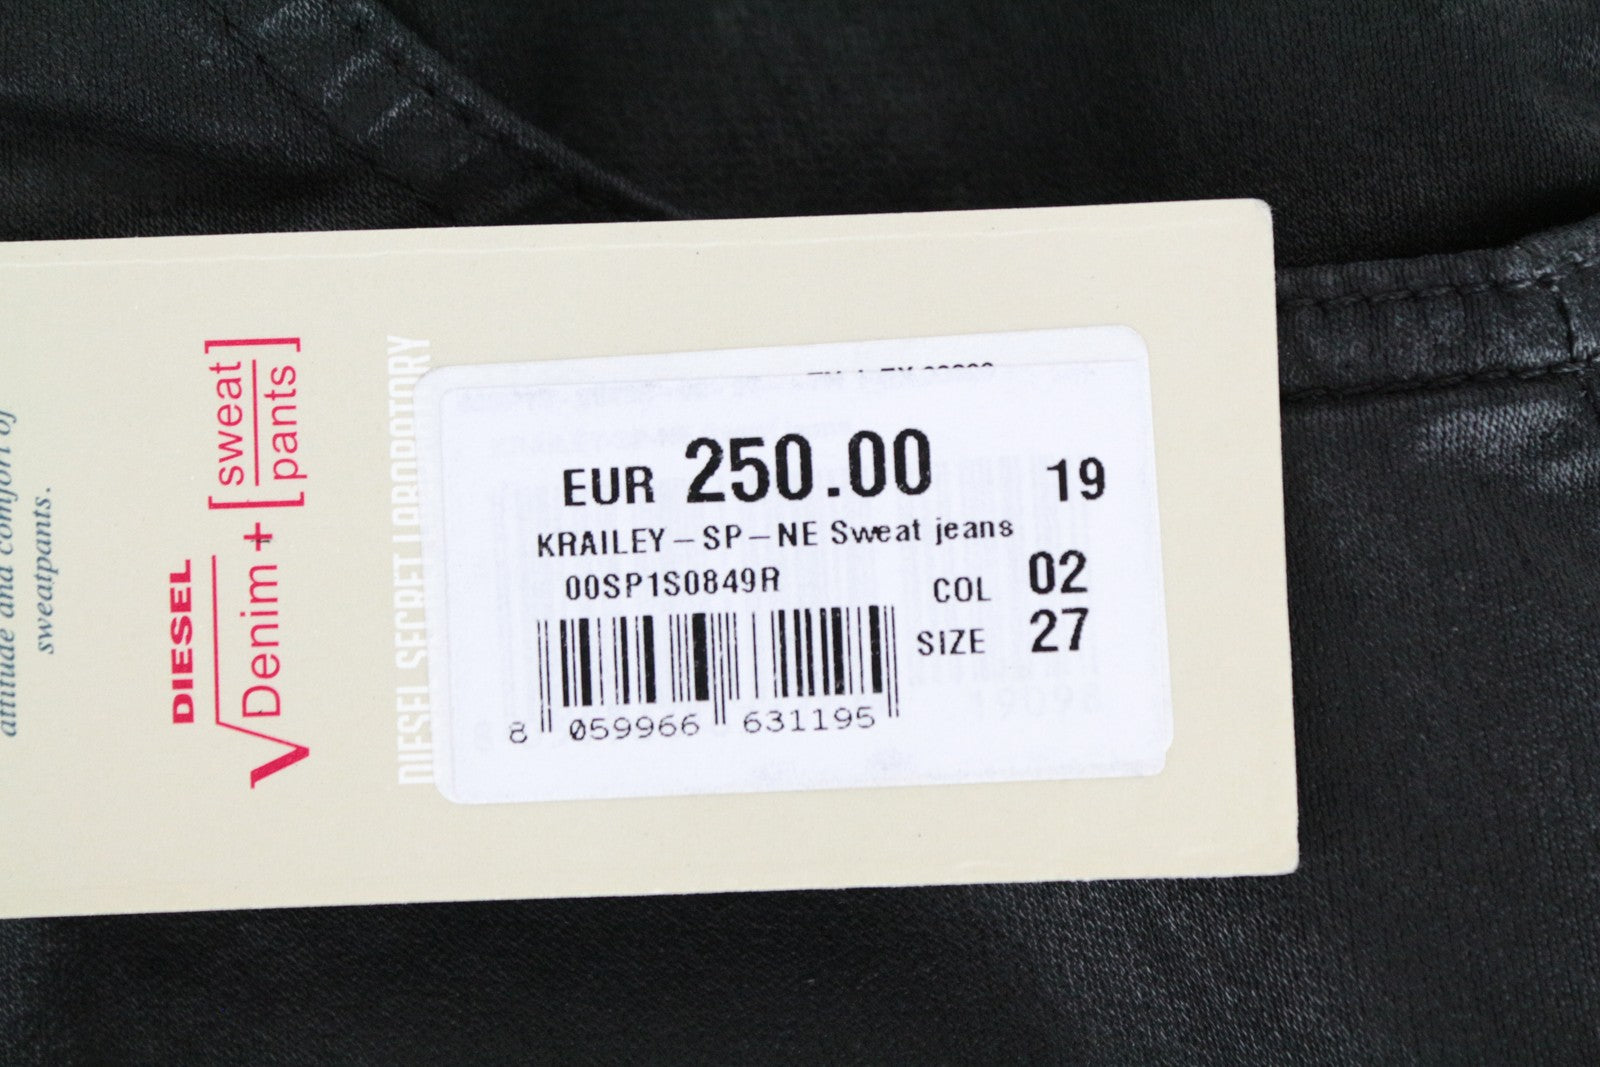 attitude and comfort of
sweatpants.
DIESEL
√Denim+[sweat
pants]
DIESEL SECRET LABORATORY
EUR 250.00 19
KRAILEY-SP-NE Sweat jeans
00SP1S0849R
COL 02
SIZE 27
8 059966 631195